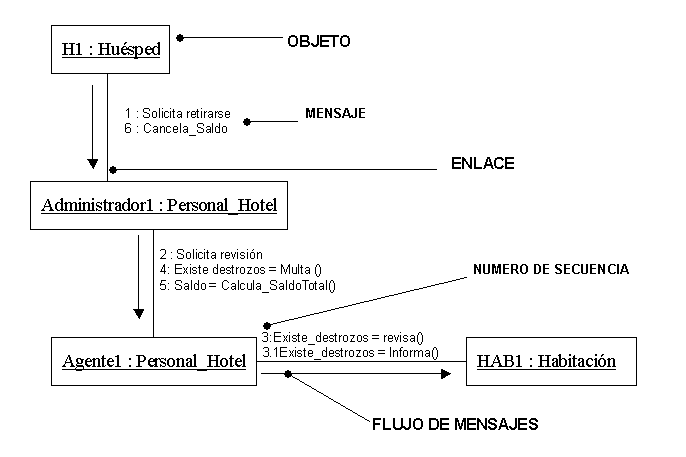 H1 : Huésped
OBJETO
1 : Solicita retirarse
6 : Cancela_Saldo
MENSAJE
ENLACE
Administrador1 : Personal_Hotel
2 : Solicita revisión
4: Existe destrozos = Multa ()
5: Saldo = Calcula_SaldoTotal()
NUMERO DE SECUENCIA
3:Existe_destrozos = revisa()
3.1Existe_destrozos = Informa()
Agente1 : Personal_Hotel
HAB1 : Habitación
FLUJO DE MENSAJES